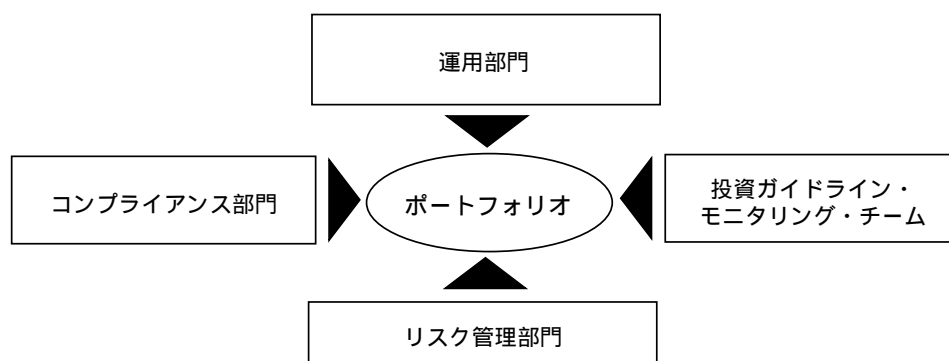 運用部門
コンプライアンス部門
ポートフォリオ
投資ガイドライン・
モニタリング・チーム
リスク管理部門